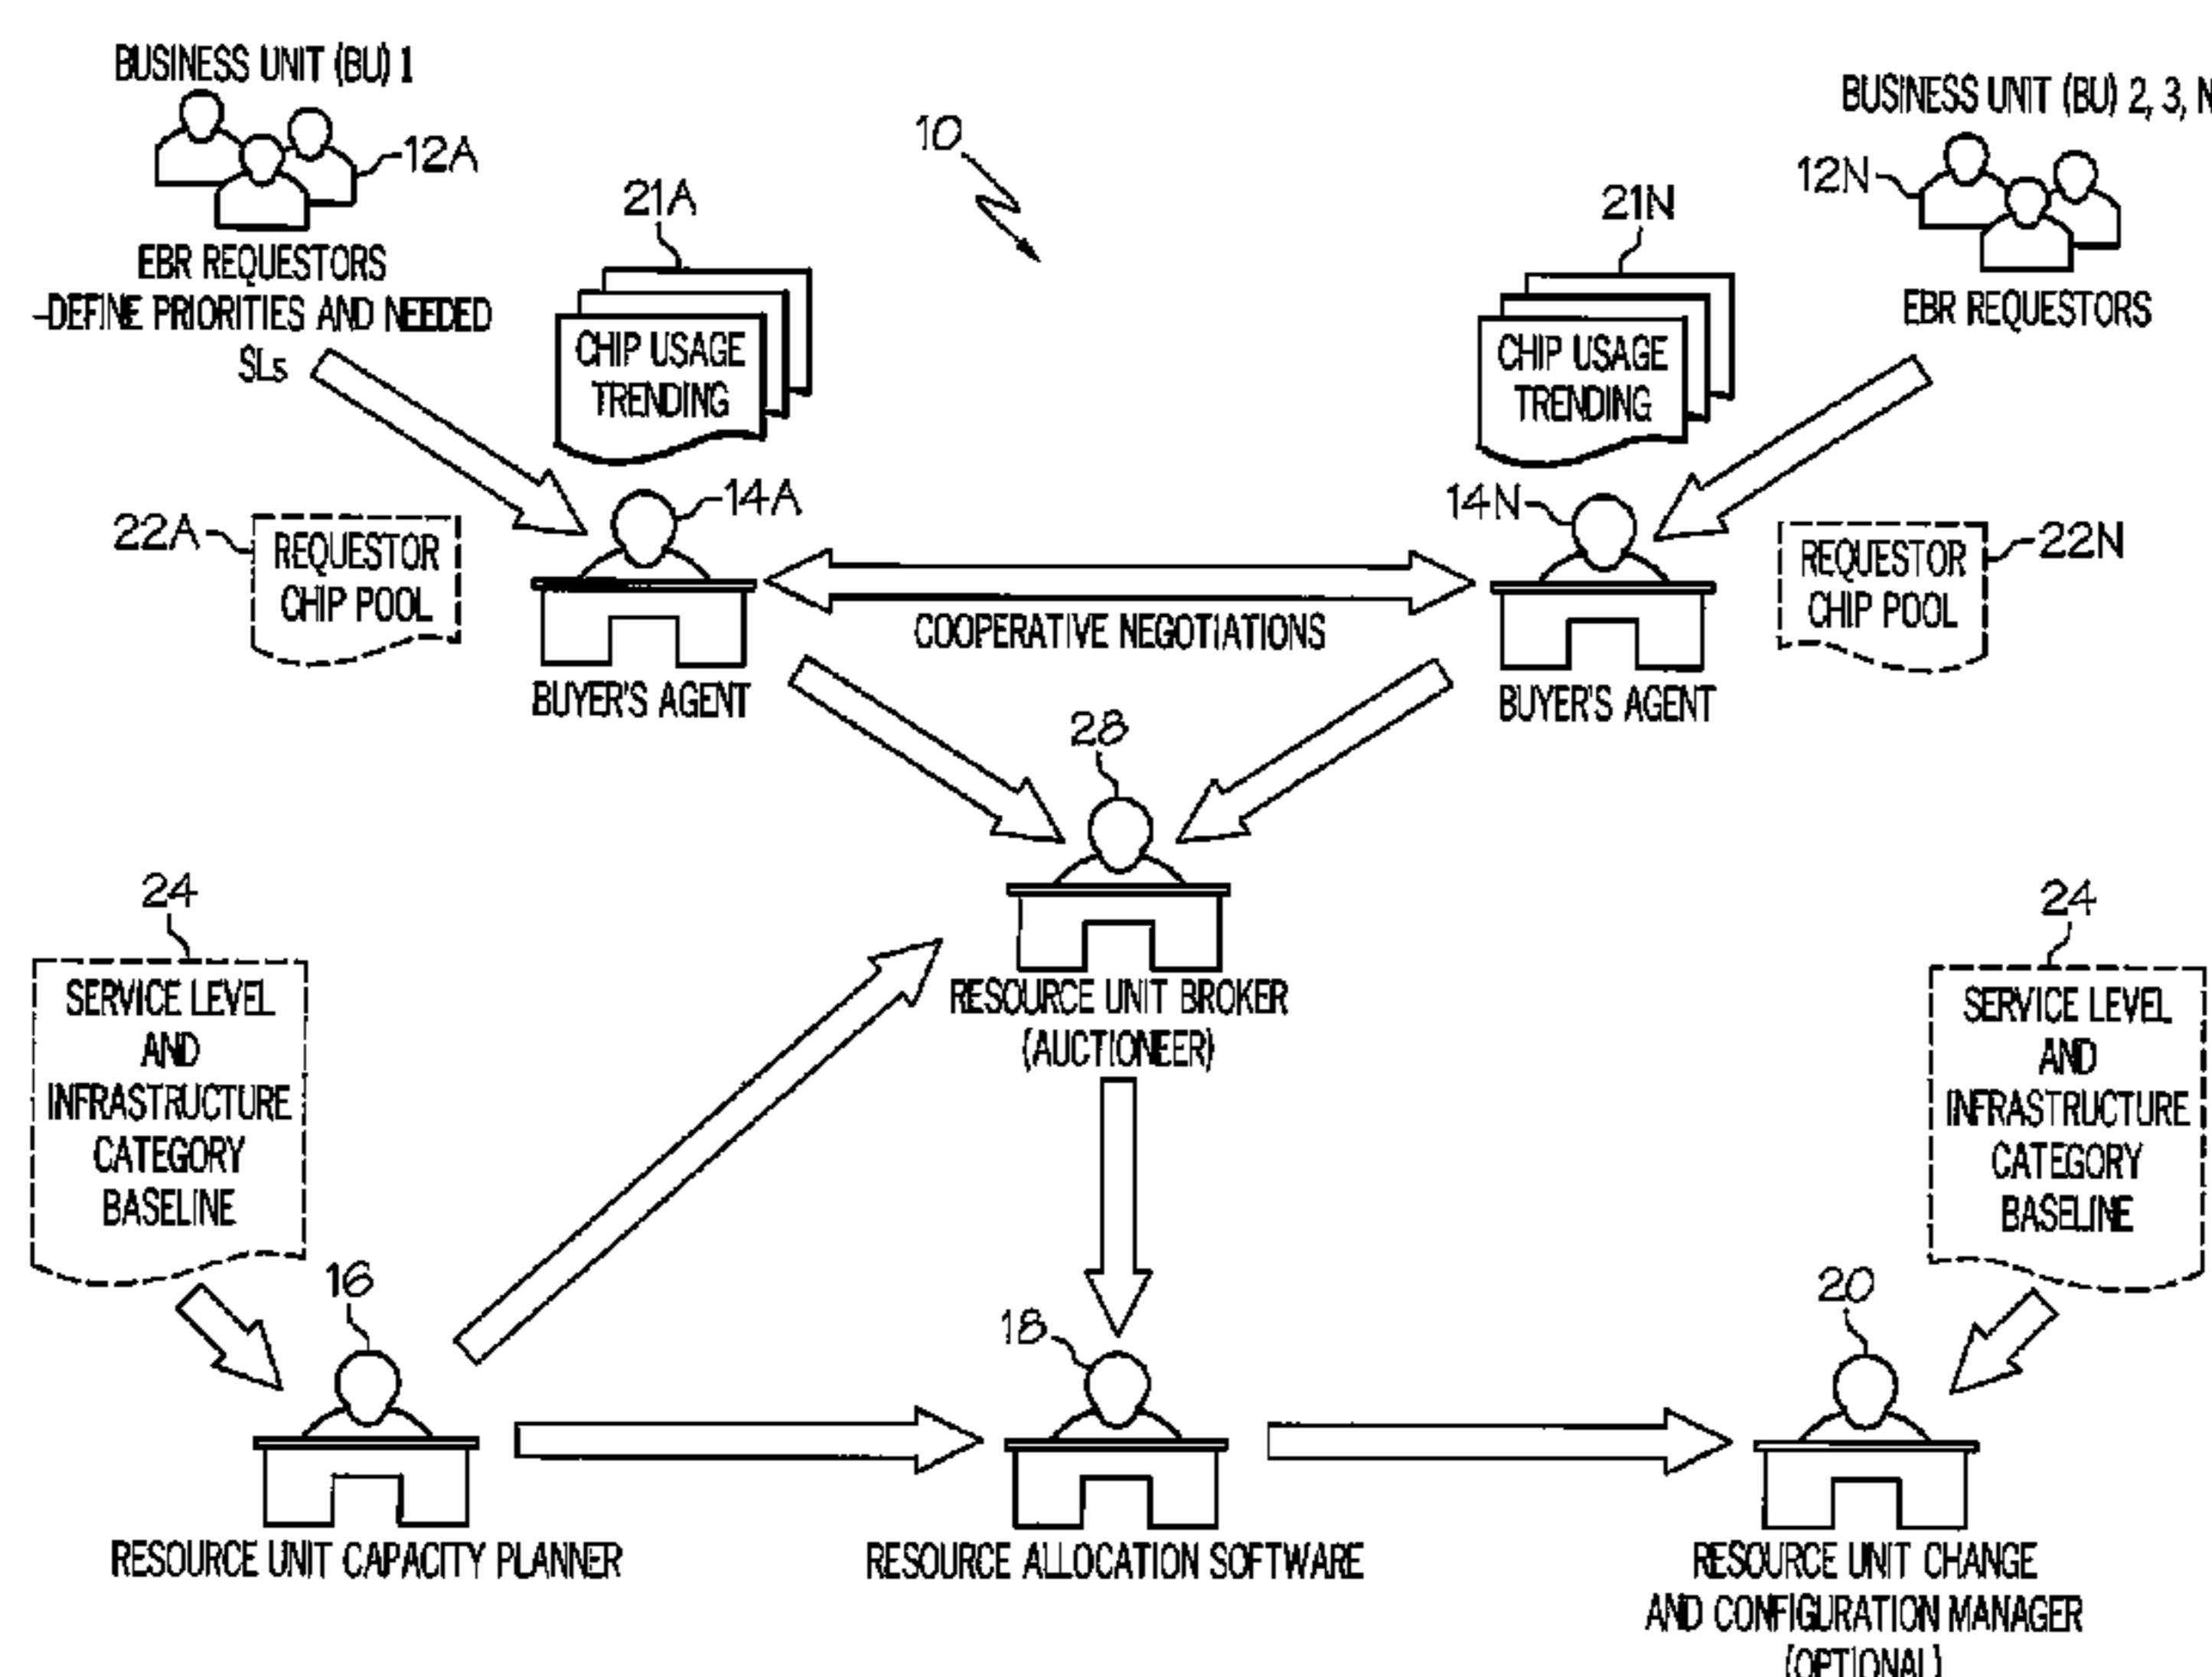 BUSINESS UNIT (BU) 1
12A
EBR REQUESTORS
-DEFINE PRIORITIES AND NEEDED
SLs
10
BUSINESS UNIT (BU) 2, 3, N
12N
EBR REQUESTORS
21A
CHIP USAGE
TRENDING
21N
CHIP USAGE
TRENDING
22A
REQUESTOR
CHIP POOL
14A
BUYER'S AGENT
COOPERATIVE NEGOTIATIONS
14N
BUYER'S AGENT
REQUESTOR
CHIP POOL
22N
28
RESOURCE UNIT BROKER
(AUCTIONEER)
24
SERVICE LEVEL
AND
INFRASTRUCTURE
CATEGORY
BASELINE
24
SERVICE LEVEL
AND
INFRASTRUCTURE
CATEGORY
BASELINE
16
RESOURCE UNIT CAPACITY PLANNER
18
RESOURCE ALLOCATION SOFTWARE
20
RESOURCE UNIT CHANGE
AND CONFIGURATION MANAGER
(OPTIONAL)